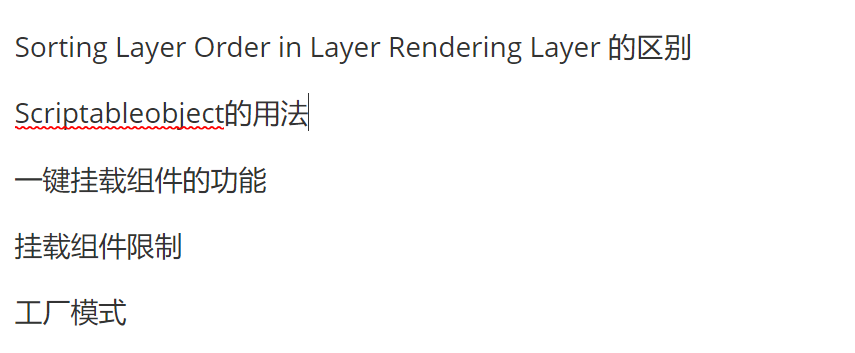 Sorting Layer Order in Layer Rendering Layer 的区别
Scriptableobject的用法
一键挂载组件的功能
挂载组件限制
工厂模式